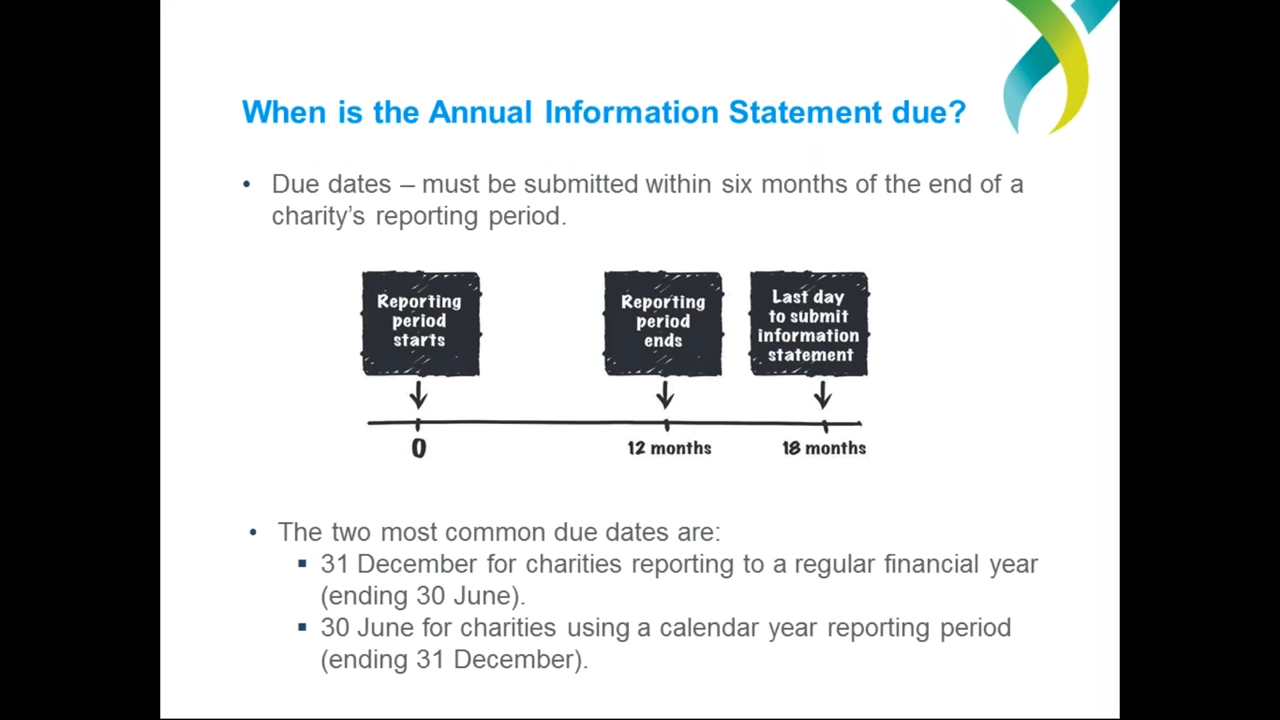 When is the Annual Information Statement due?
• Due dates – must be submitted within six months of the end of a
charity’s reporting period.
Reporting
period
starts
Reporting
period
ends
Last day
to submit
information
statement
0
12 months
18 months
• The two most common due dates are:
▪ 31 December for charities reporting to a regular financial year
(ending 30 June).
▪ 30 June for charities using a calendar year reporting period
(ending 31 December).